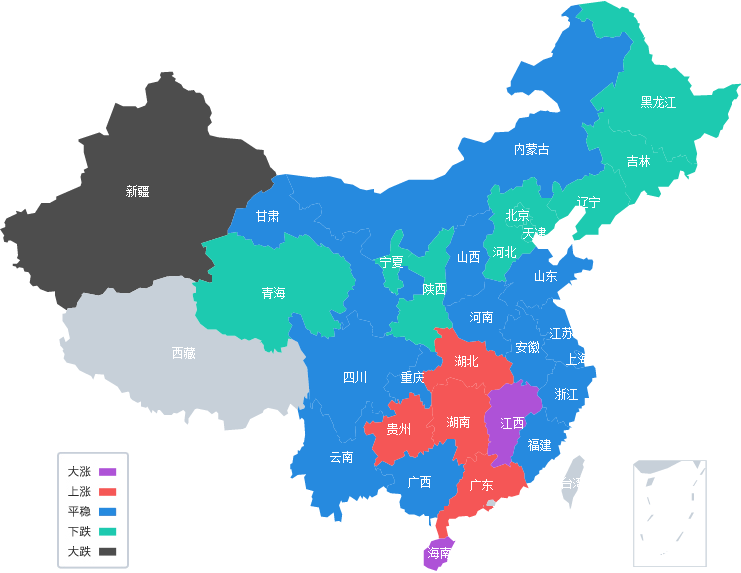 黑龙江
内蒙古
吉林
新疆
辽宁
北京
甘肃
天津
河北
山西
宁夏
山东
陕西
青海
河南
江苏
安徽
西藏
上海
湖北
四川
重庆
浙江
江西
湖南
贵州
福建
云南
广西
广东
台湾
海南
大涨
上涨
平稳
下跌
大跌